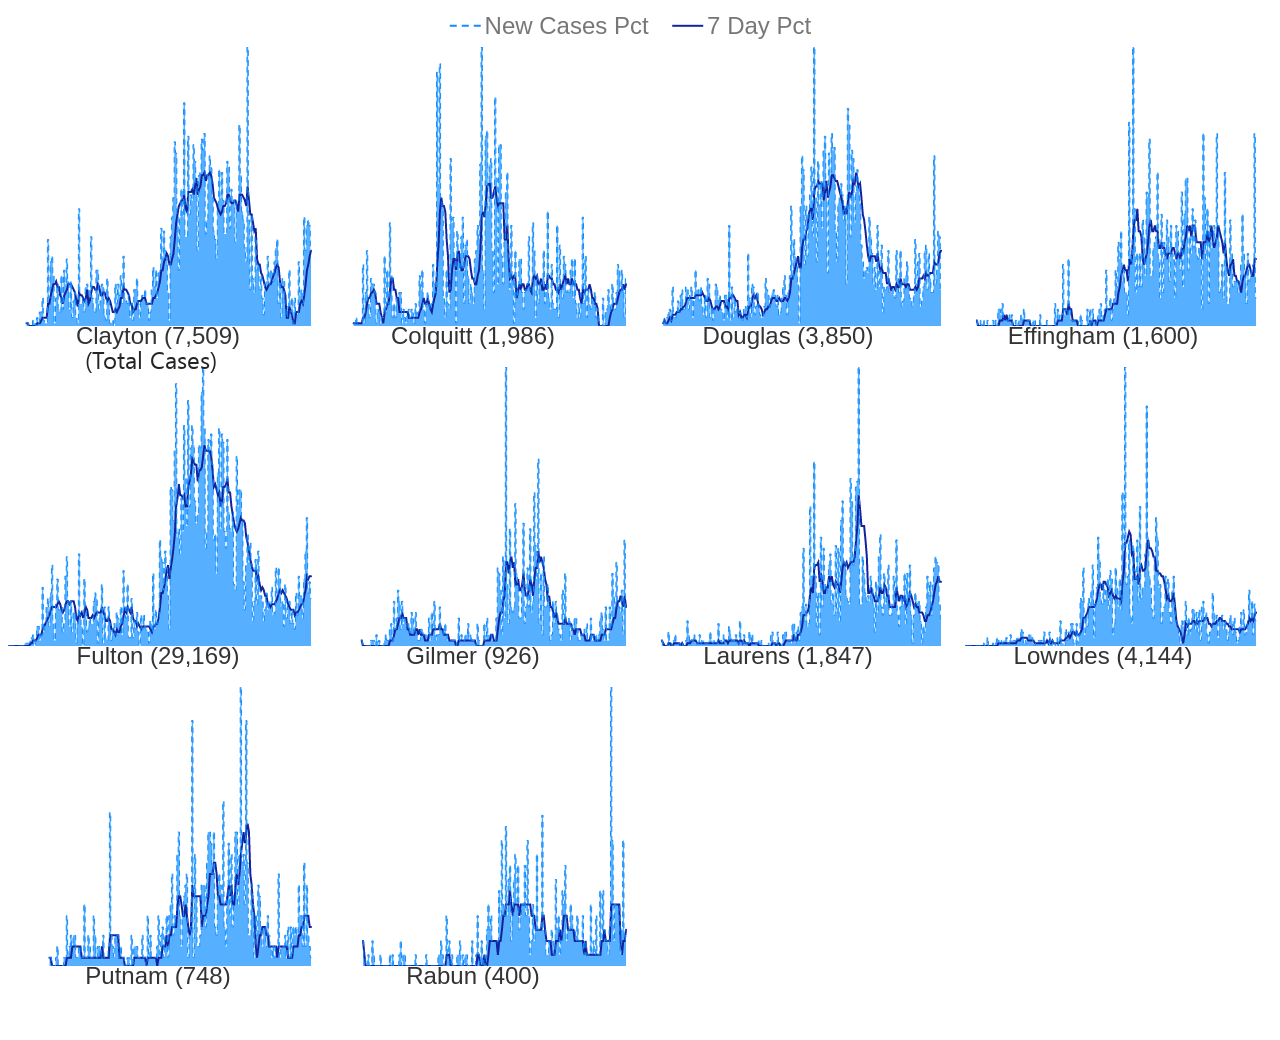 New Cases Pct 7 Day Pct
Clayton (7,509) Colquitt (1,986) Douglas (3,850) Effingham (1,600)
(Total Cases)
Fulton (29,169) Gilmer (926) Laurens (1,847) Lowndes (4,144)
Putnam (748) Rabun (400)